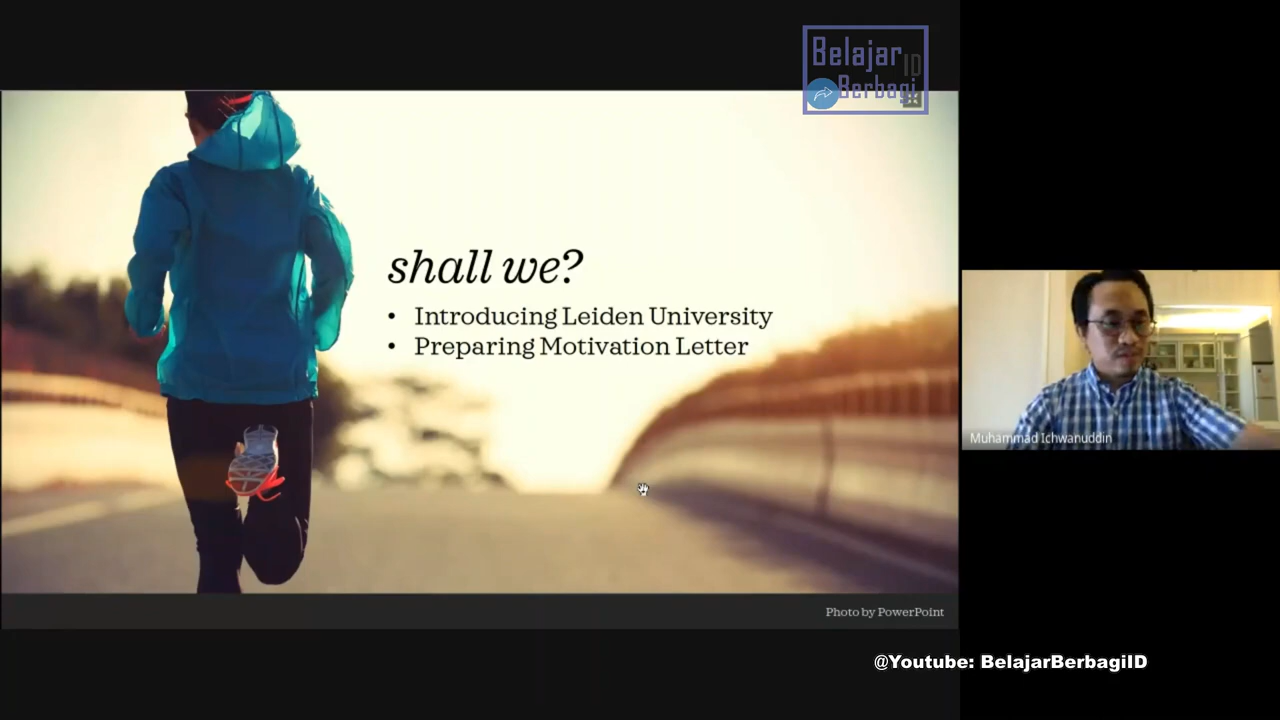 Belajar ID
Berbagi
shall we?
• Introducing Leiden University
• Preparing Motivation Letter
Muhammad Ichwanuddin
Photo by PowerPoint
@Youtube: BelajarBerbagiID